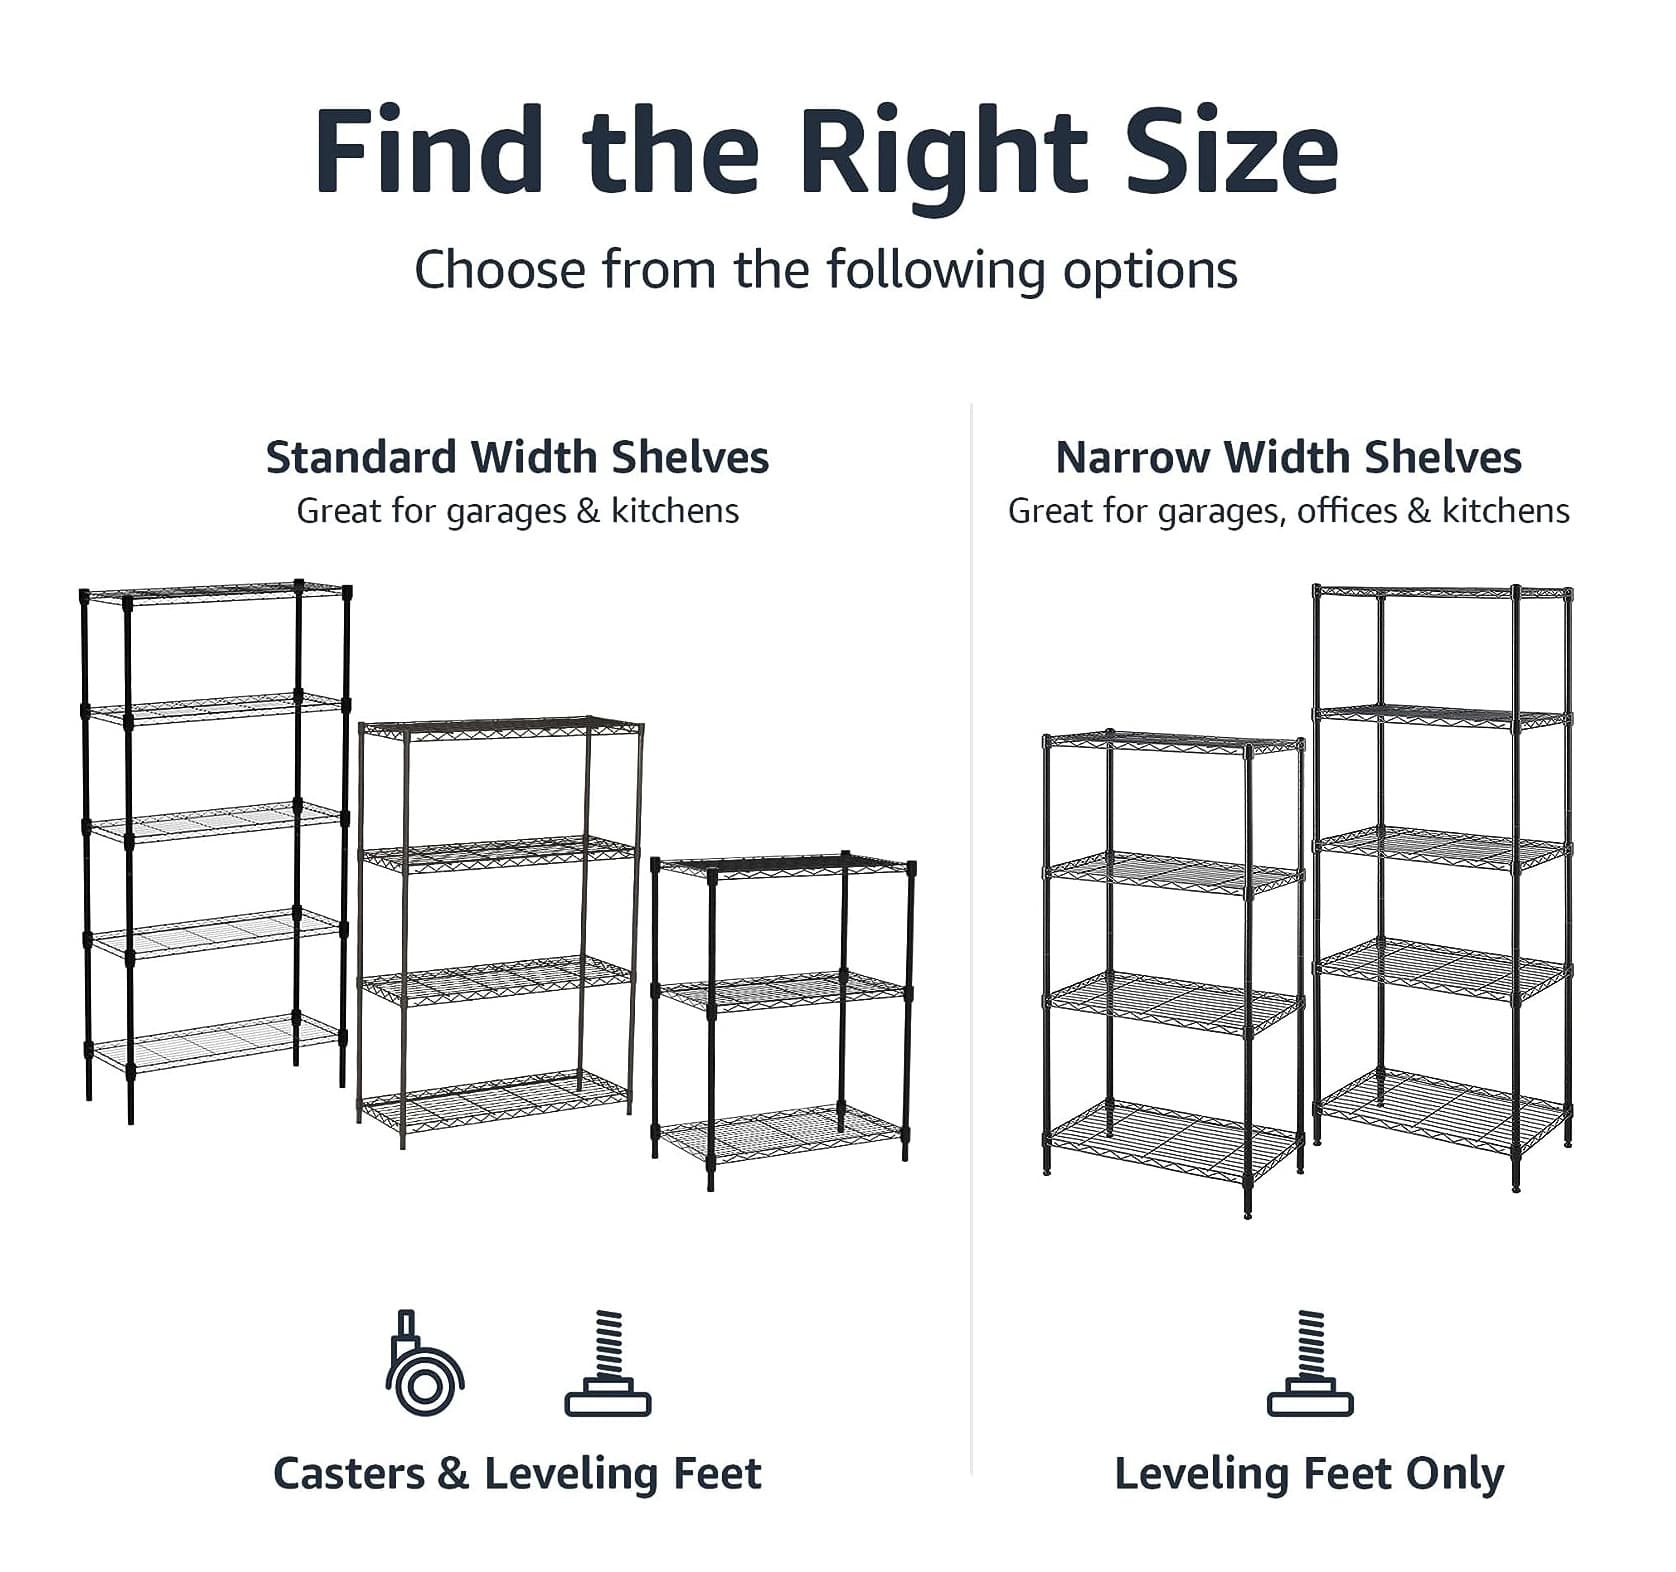 Find the Right Size
Choose from the following options
Standard Width Shelves
Great for garages & kitchens
Narrow Width Shelves
Great for garages, offices & kitchens
Casters & Leveling Feet
Leveling Feet Only